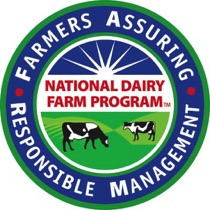 FARMERS ASSURING
NATIONAL DAIRY
FARM PROGRAM™
RESPONSIBLE MANAGEMENT